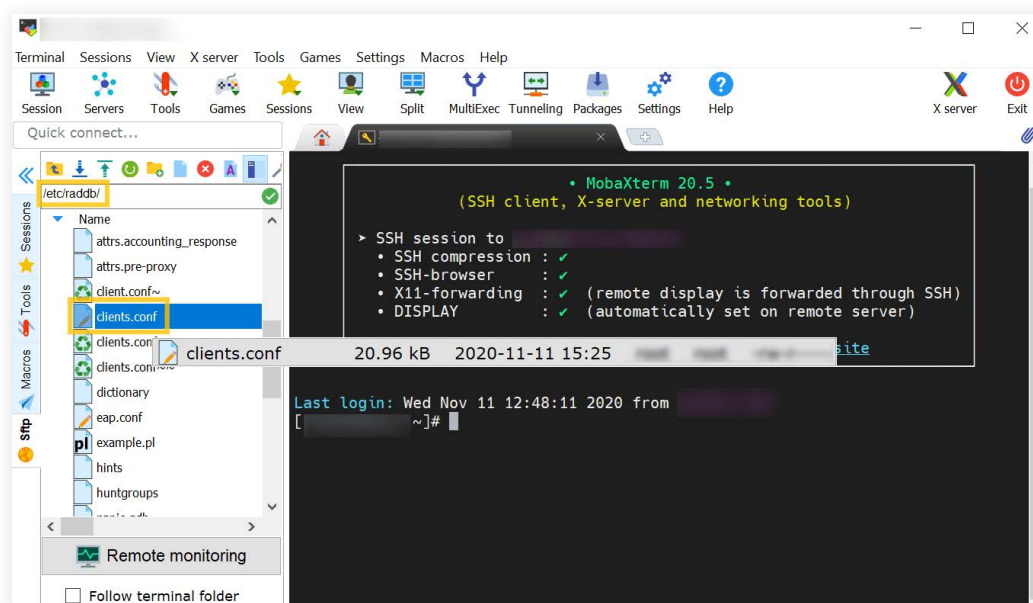 Terminal Sessions View X server Tools Games Settings Macros Help
Session Servers Tools Games Sessions View Split MultiExec Tunneling Packages Settings Help X server Exit
Quick connect...
/etc/raddb/
Name
attrs.accounting_response
attrs.pre-proxy
client.conf~
clients.conf
dictionary
eap.conf
pl example.pl
hints
huntgroups
Remote monitoring
Follow terminal folder
Sessions
Tools
Macros
Sftp
clients.conf 20.96 kB 2020-11-11 15:25
• MobaXterm 20.5 •
(SSH client, X-server and networking tools)
➤ SSH session to
• SSH compression : ✔
• SSH-browser : ✔
• X11-forwarding : ✔ (remote display is forwarded through SSH)
• DISPLAY : ✔ (automatically set on remote server)
Last login: Wed Nov 11 12:48:11 2020 from
[ ~]#